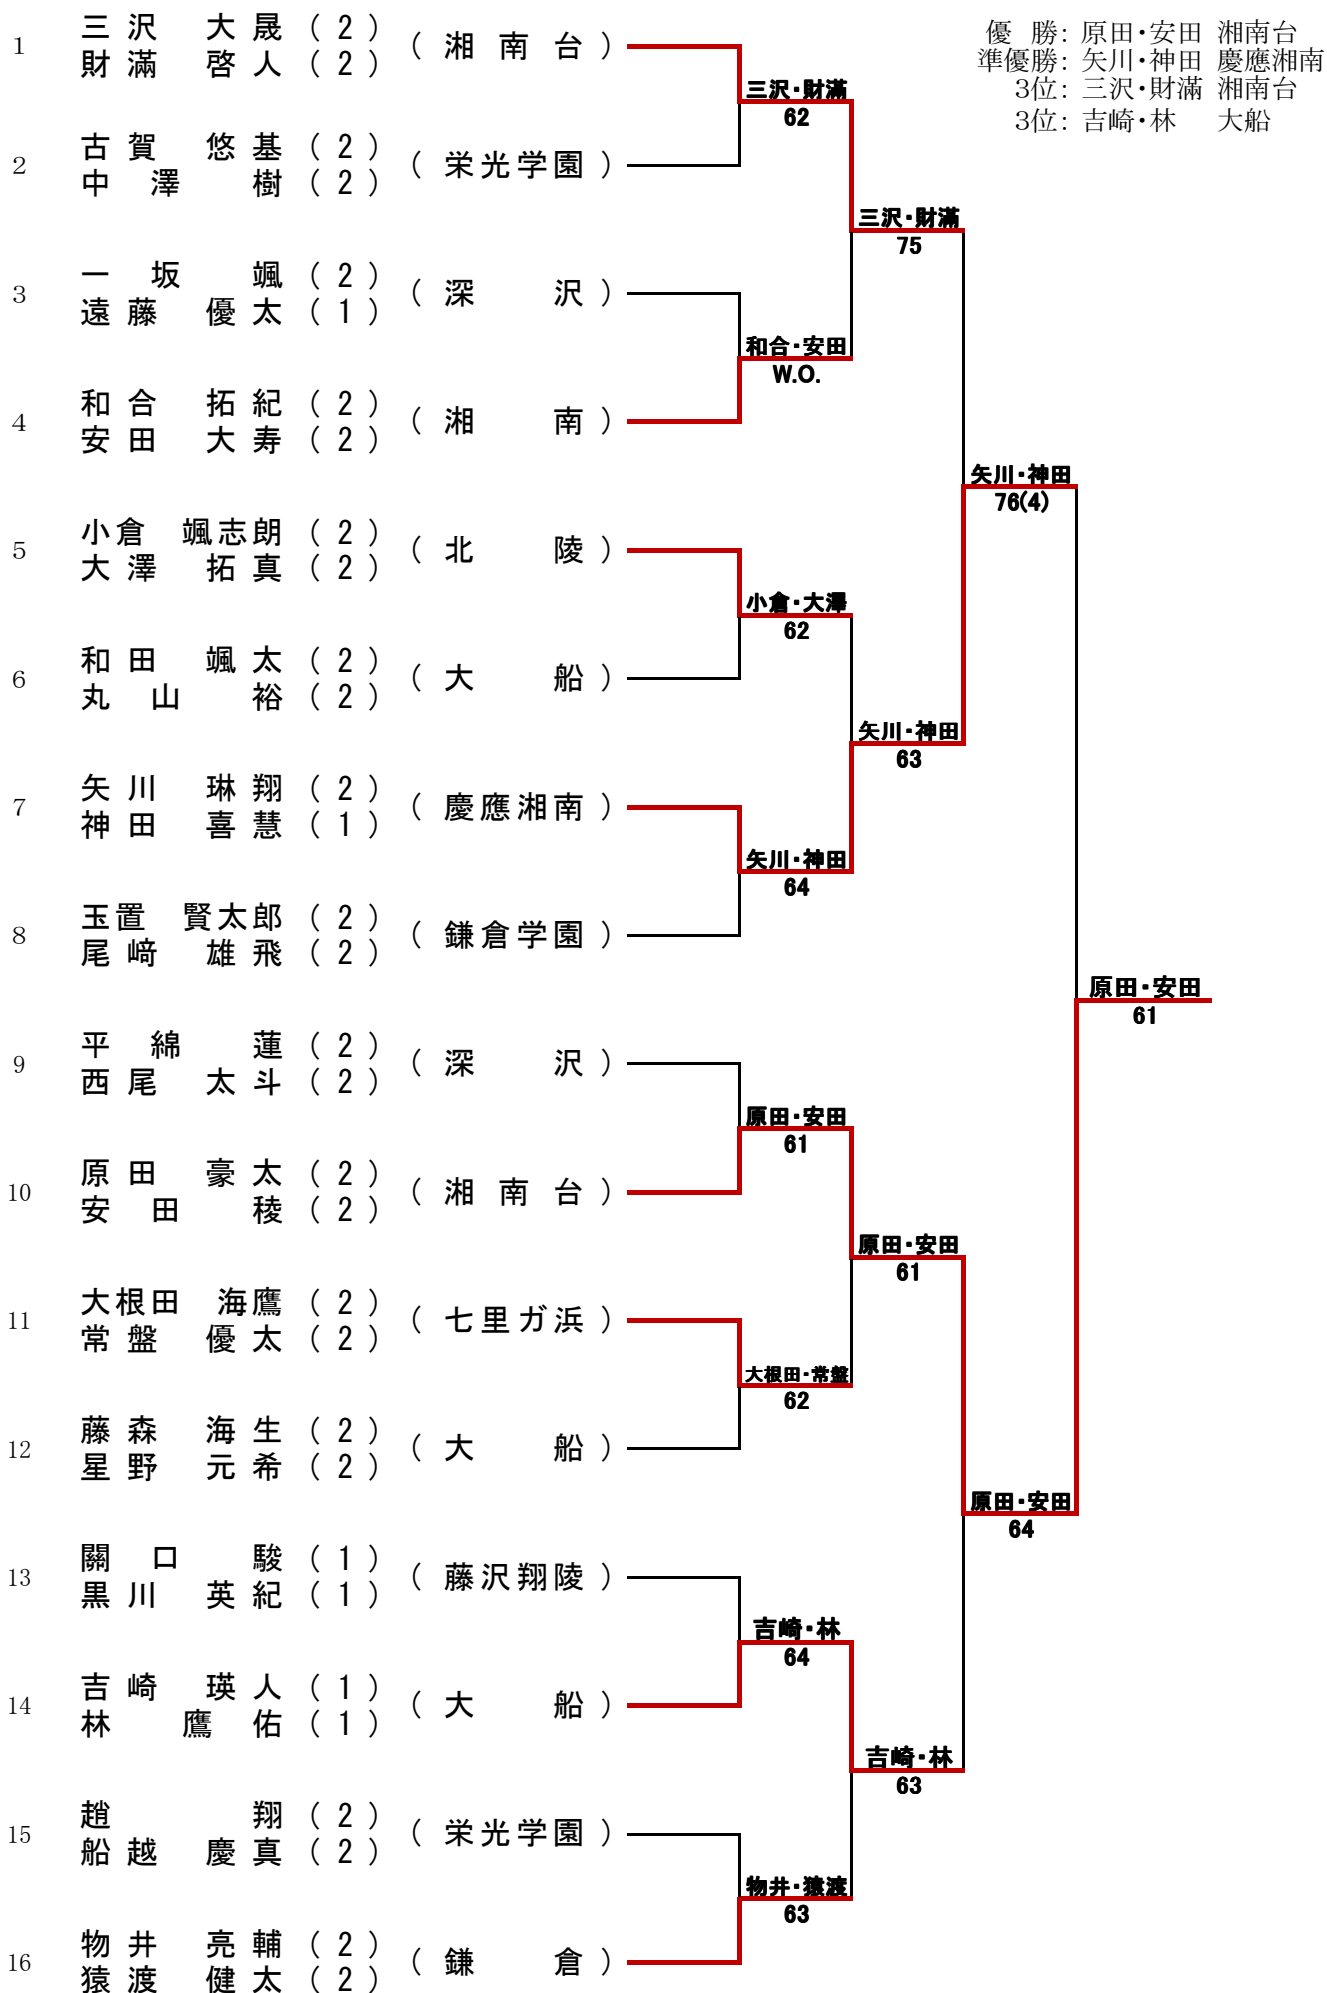 優 勝: 原田・安田 湘南台
準優勝: 矢川・神田 慶應湘南
3位: 三沢・財満 湘南台
3位: 吉崎・林 大船
1 三沢 大晟 (2) (湘南台)
財満 啓人 (2)
三沢・財満
62
2 古賀 悠基 (2) (栄光学園)
中澤 樹 (2)
三沢・財満
75
3 一坂 颯 (2) (深沢)
遠藤 優太 (1)
和合・安田
W.O.
4 和合 拓紀 (2) (湘南)
安田 大寿 (2)
矢川・神田
76(4)
5 小倉 颯志朗 (2) (北陵)
大澤 拓真 (2)
小倉・大澤
62
6 和田 颯太 (2) (大船)
丸山 裕 (2)
矢川・神田
63
7 矢川 琳翔 (2) (慶應湘南)
神田 喜慧 (1)
矢川・神田
64
8 玉置 賢太郎 (2) (鎌倉学園)
尾﨑 雄飛 (2)
原田・安田
61
9 平綿 蓮 (2) (深沢)
西尾 太斗 (2)
原田・安田
61
10 原田 豪太 (2) (湘南台)
安田 稜 (2)
原田・安田
61
11 大根田 海鷹 (2) (七里ガ浜)
常盤 優太 (2)
大根田・常盤
62
12 藤森 海生 (2) (大船)
星野 元希 (2)
原田・安田
64
13 關口 駿 (1) (藤沢翔陵)
黒川 英紀 (1)
吉崎・林
64
14 吉崎 瑛人 (1) (大船)
林 鷹佑 (1)
吉崎・林
63
15 趙 翔 (2) (栄光学園)
船越 慶真 (2)
物井・猿渡
63
16 物井 亮輔 (2) (鎌倉)
猿渡 健太 (2)